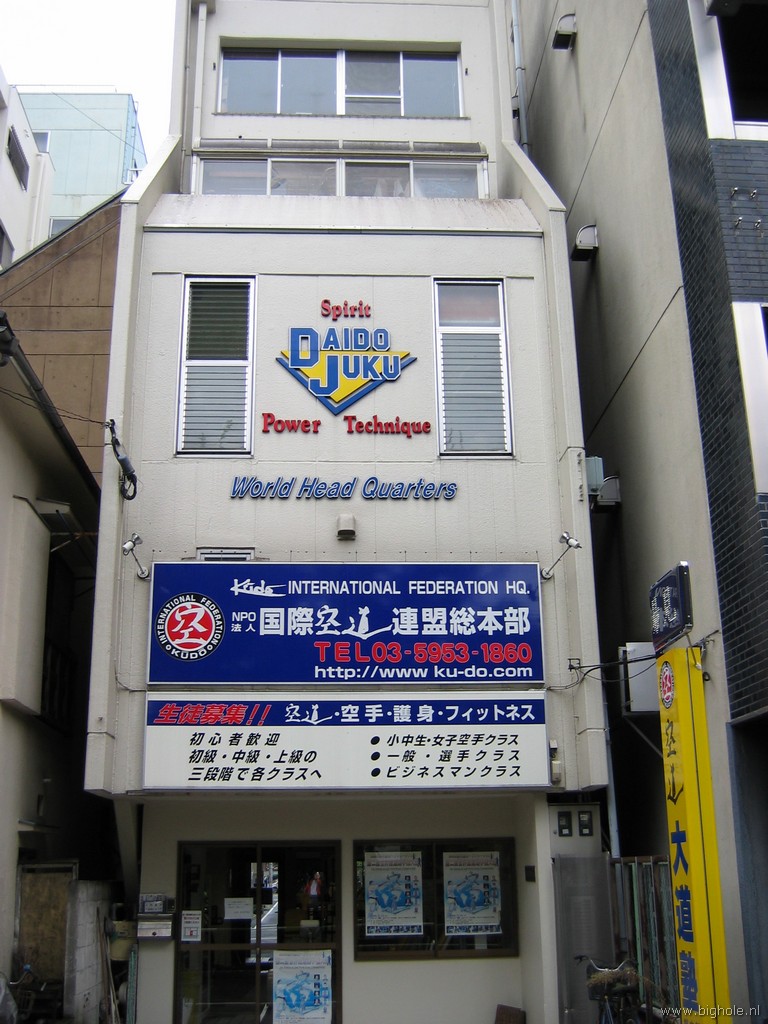 Spirit
DAIDO
JUKU
Power Technique
World Head Quarters
Kudo INTERNATIONAL FEDERATION HQ.
INTERNATIONAL FEDERATION
空
KUDO
NPO
法人
国際空道連盟総本部
TEL03-5953-1860
http://www.ku-do.com
生徒募集!! 空道・空手・護身・フィットネス
初心者歓迎
初級・中級・上級の
三段階で各クラスへ
● 小中生・女子空手クラス
● 一般・選手クラス
● ビジネスマンクラス
空道
大道塾
www.bighole.nl